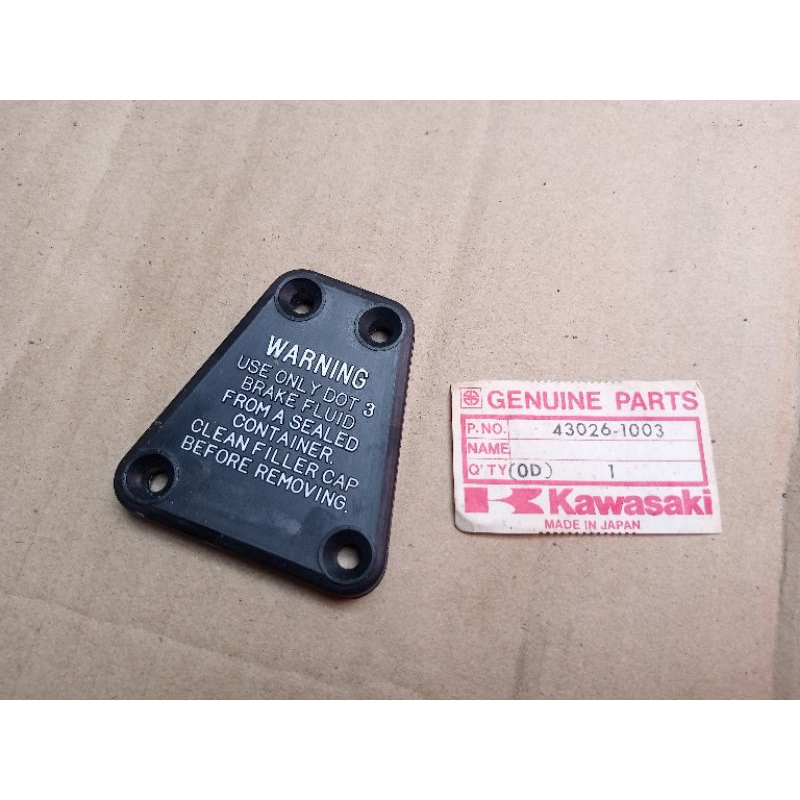 WARNING
USE ONLY DOT 3
BRAKE FLUID
FROM A SEALED
CONTAINER.
CLEAN FILLER CAP
BEFORE REMOVING.
GENUINE PARTS
P.NO. 43026-1003
NAME
Q'TY(OD) 1
Kawasaki
MADE IN JAPAN